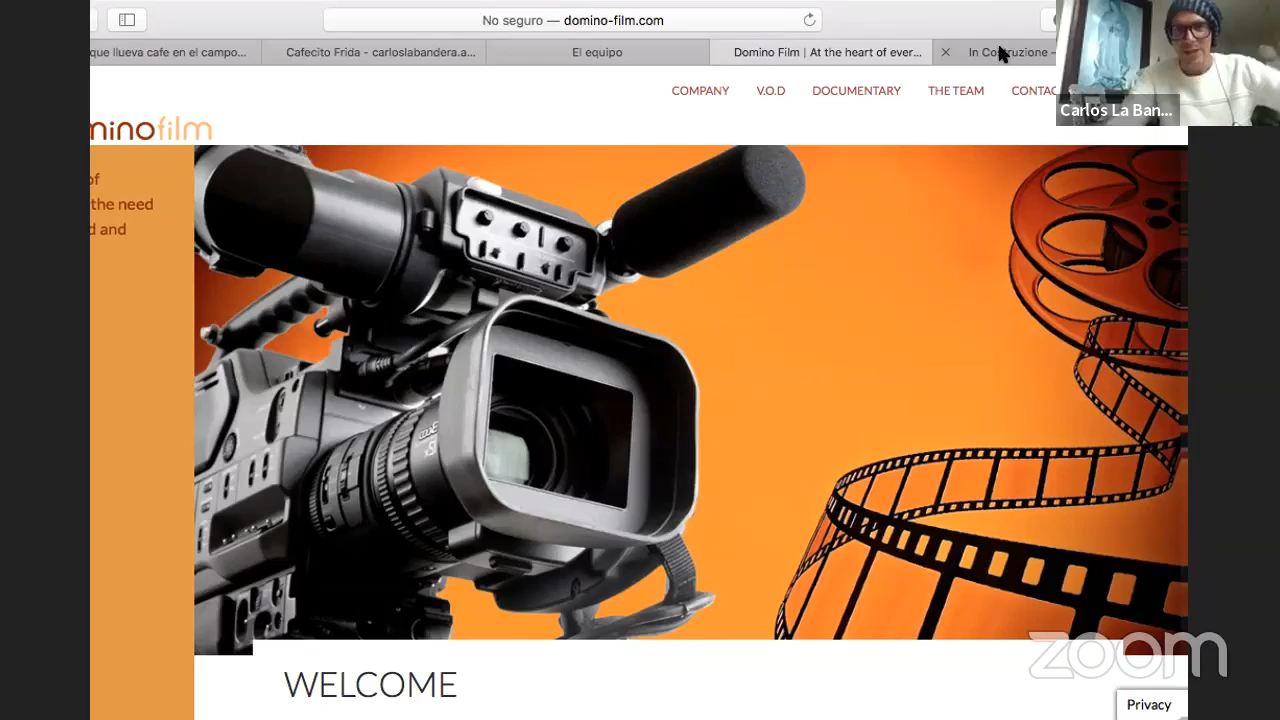 No seguro — domino-film.com
que llueva cafe en el campo...
Cafecito Frida - carloslabandera.a...
El equipo
Domino Film | At the heart of ever...
In Costruzione -
COMPANY
V.O.D
DOCUMENTARY
THE TEAM
CONTAC
Carlos La Ban...
minofilm
of
the need
d and
WELCOME
zoom
Privacy